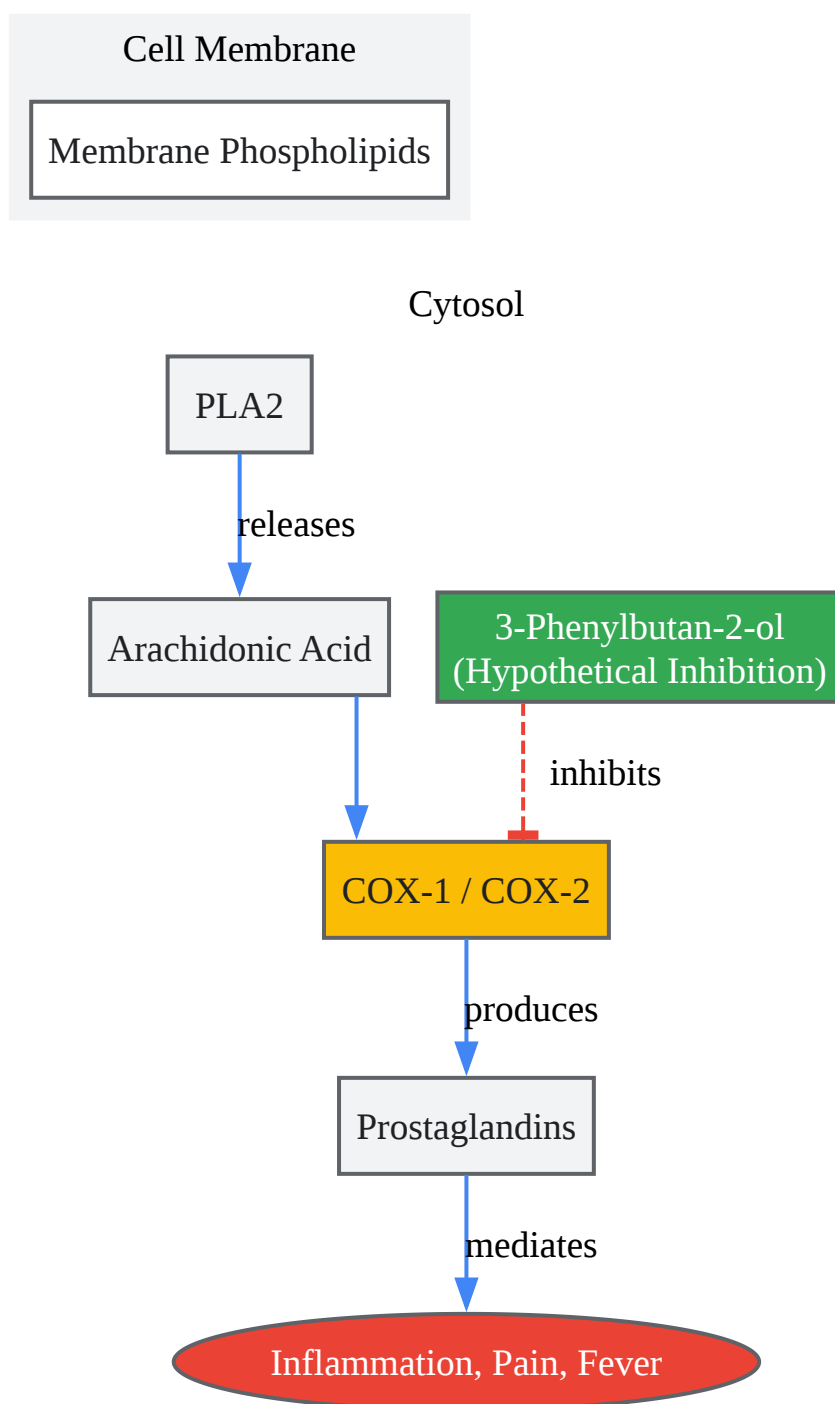 Cell Membrane
Membrane Phospholipids
Cytosol
PLA2
releases
Arachidonic Acid
3-Phenylbutan-2-ol
(Hypothetical Inhibition)
inhibits
COX-1 / COX-2
produces
Prostaglandins
mediates
Inflammation, Pain, Fever